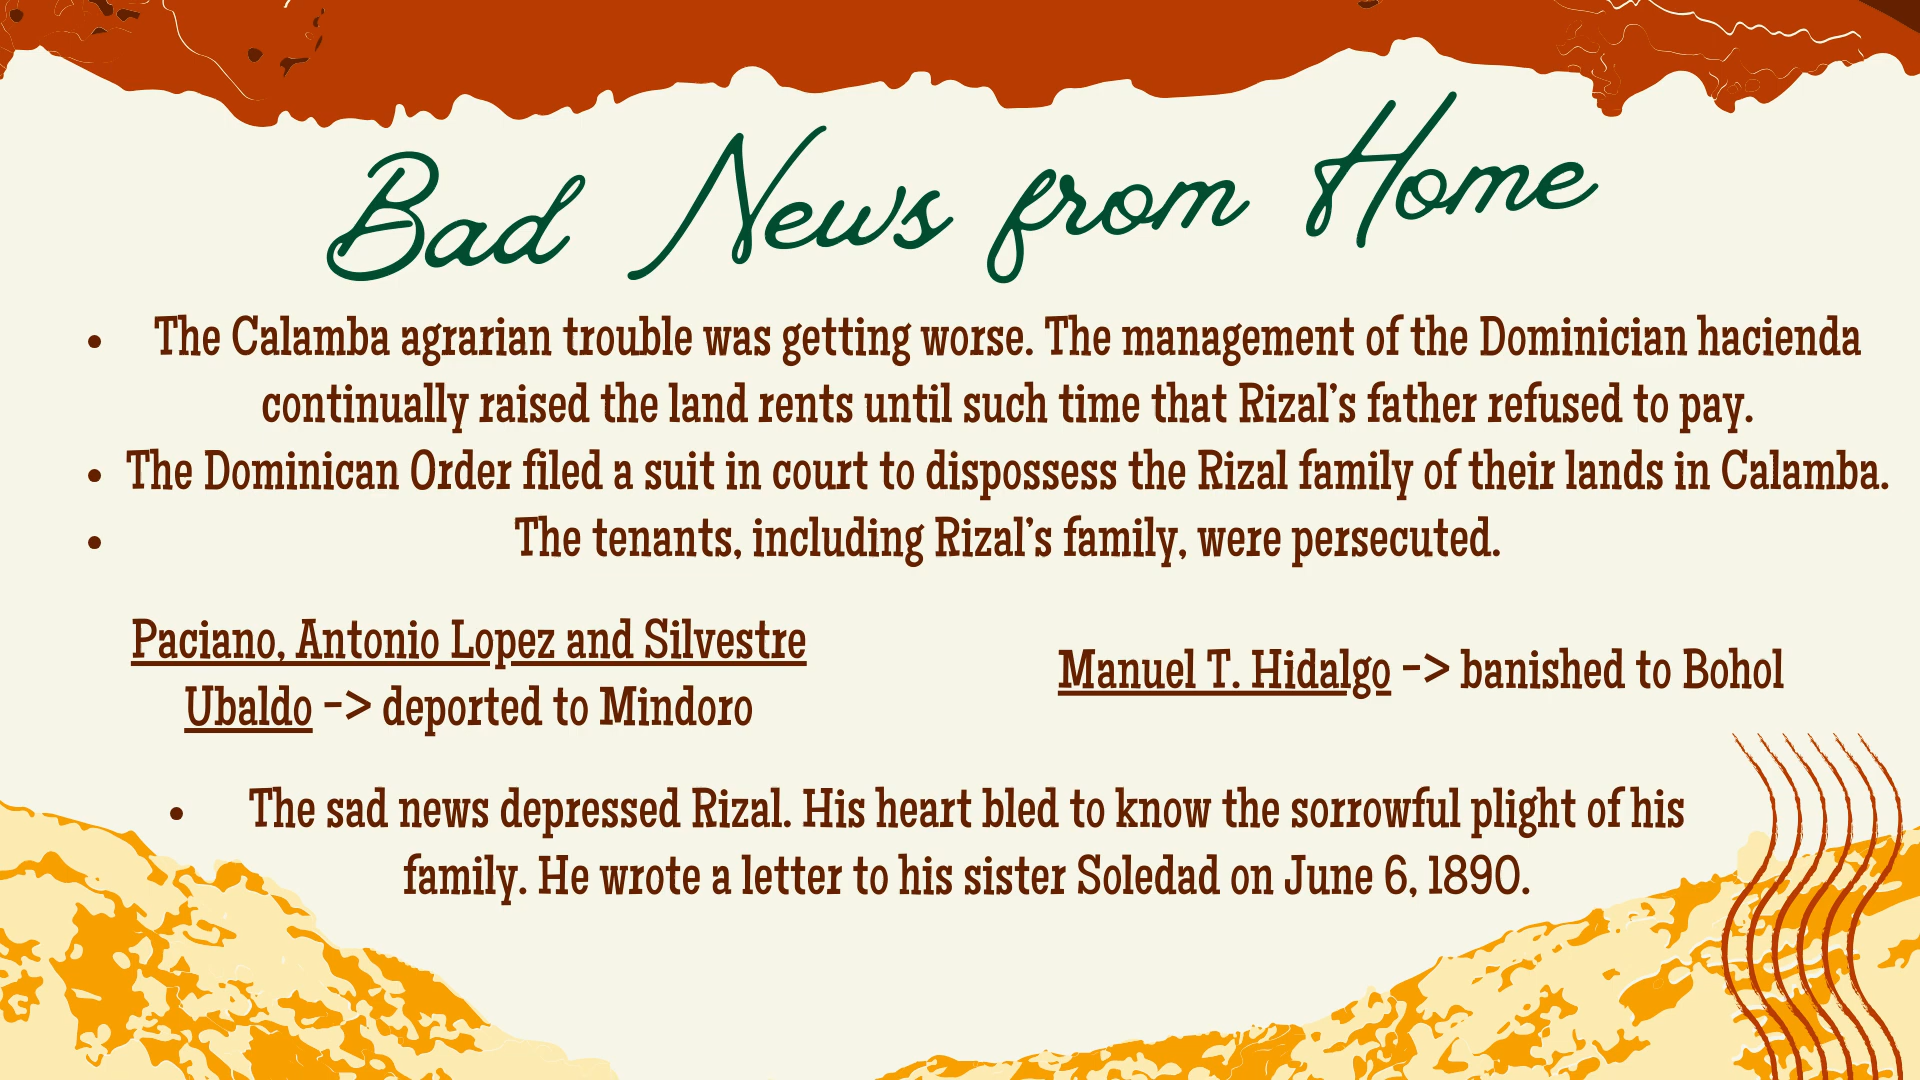 Bad News from Home
• The Calamba agrarian trouble was getting worse. The management of the Dominician hacienda
continually raised the land rents until such time that Rizal's father refused to pay.
• The Dominican Order filed a suit in court to dispossess the Rizal family of their lands in Calamba.
• The tenants, including Rizal's family, were persecuted.
Paciano, Antonio Lopez and Silvestre
Ubaldo -> deported to Mindoro
Manuel T. Hidalgo -> banished to Bohol
• The sad news depressed Rizal. His heart bled to know the sorrowful plight of his
family. He wrote a letter to his sister Soledad on June 6, 1890.